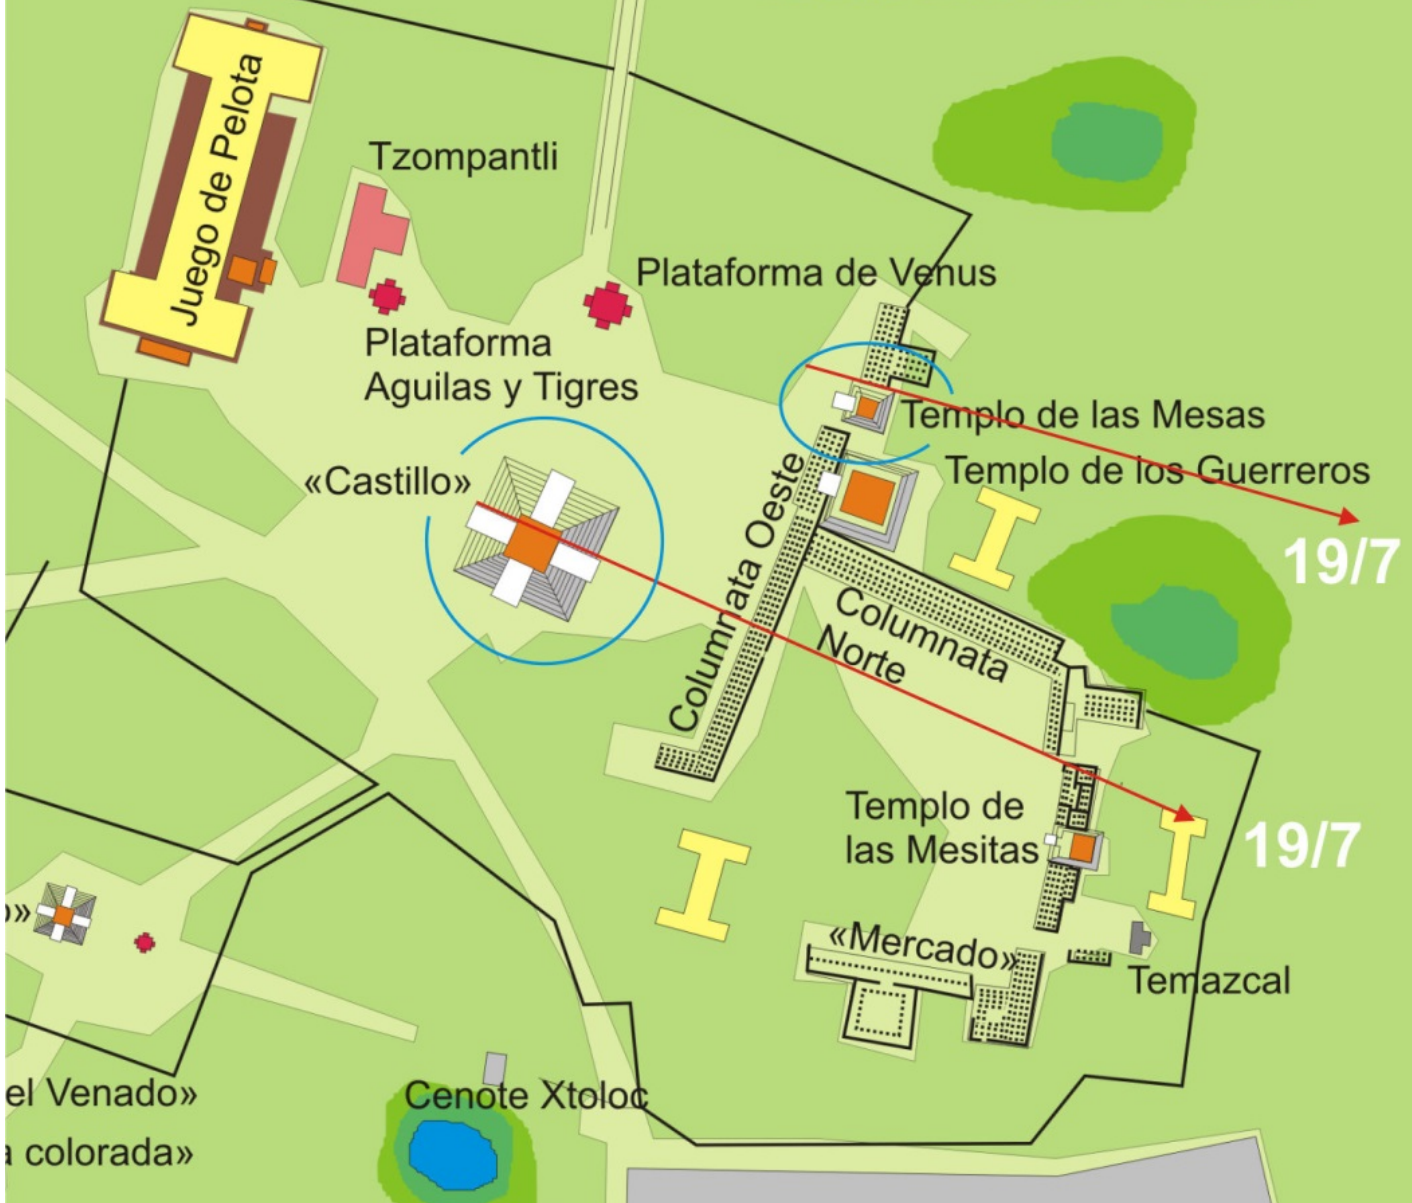 Juego de Pelota
Tzompantli
Plataforma de Venus
Plataforma
Aguilas y Tigres
Templo de las Mesas
«Castillo»
Templo de los Guerreros
19/7
Columnata Oeste
Columnata
Norte
Templo de
las Mesitas
19/7
»
«Mercado»
Temazcal
el Venado»
Cenote Xtoloc
a colorada»